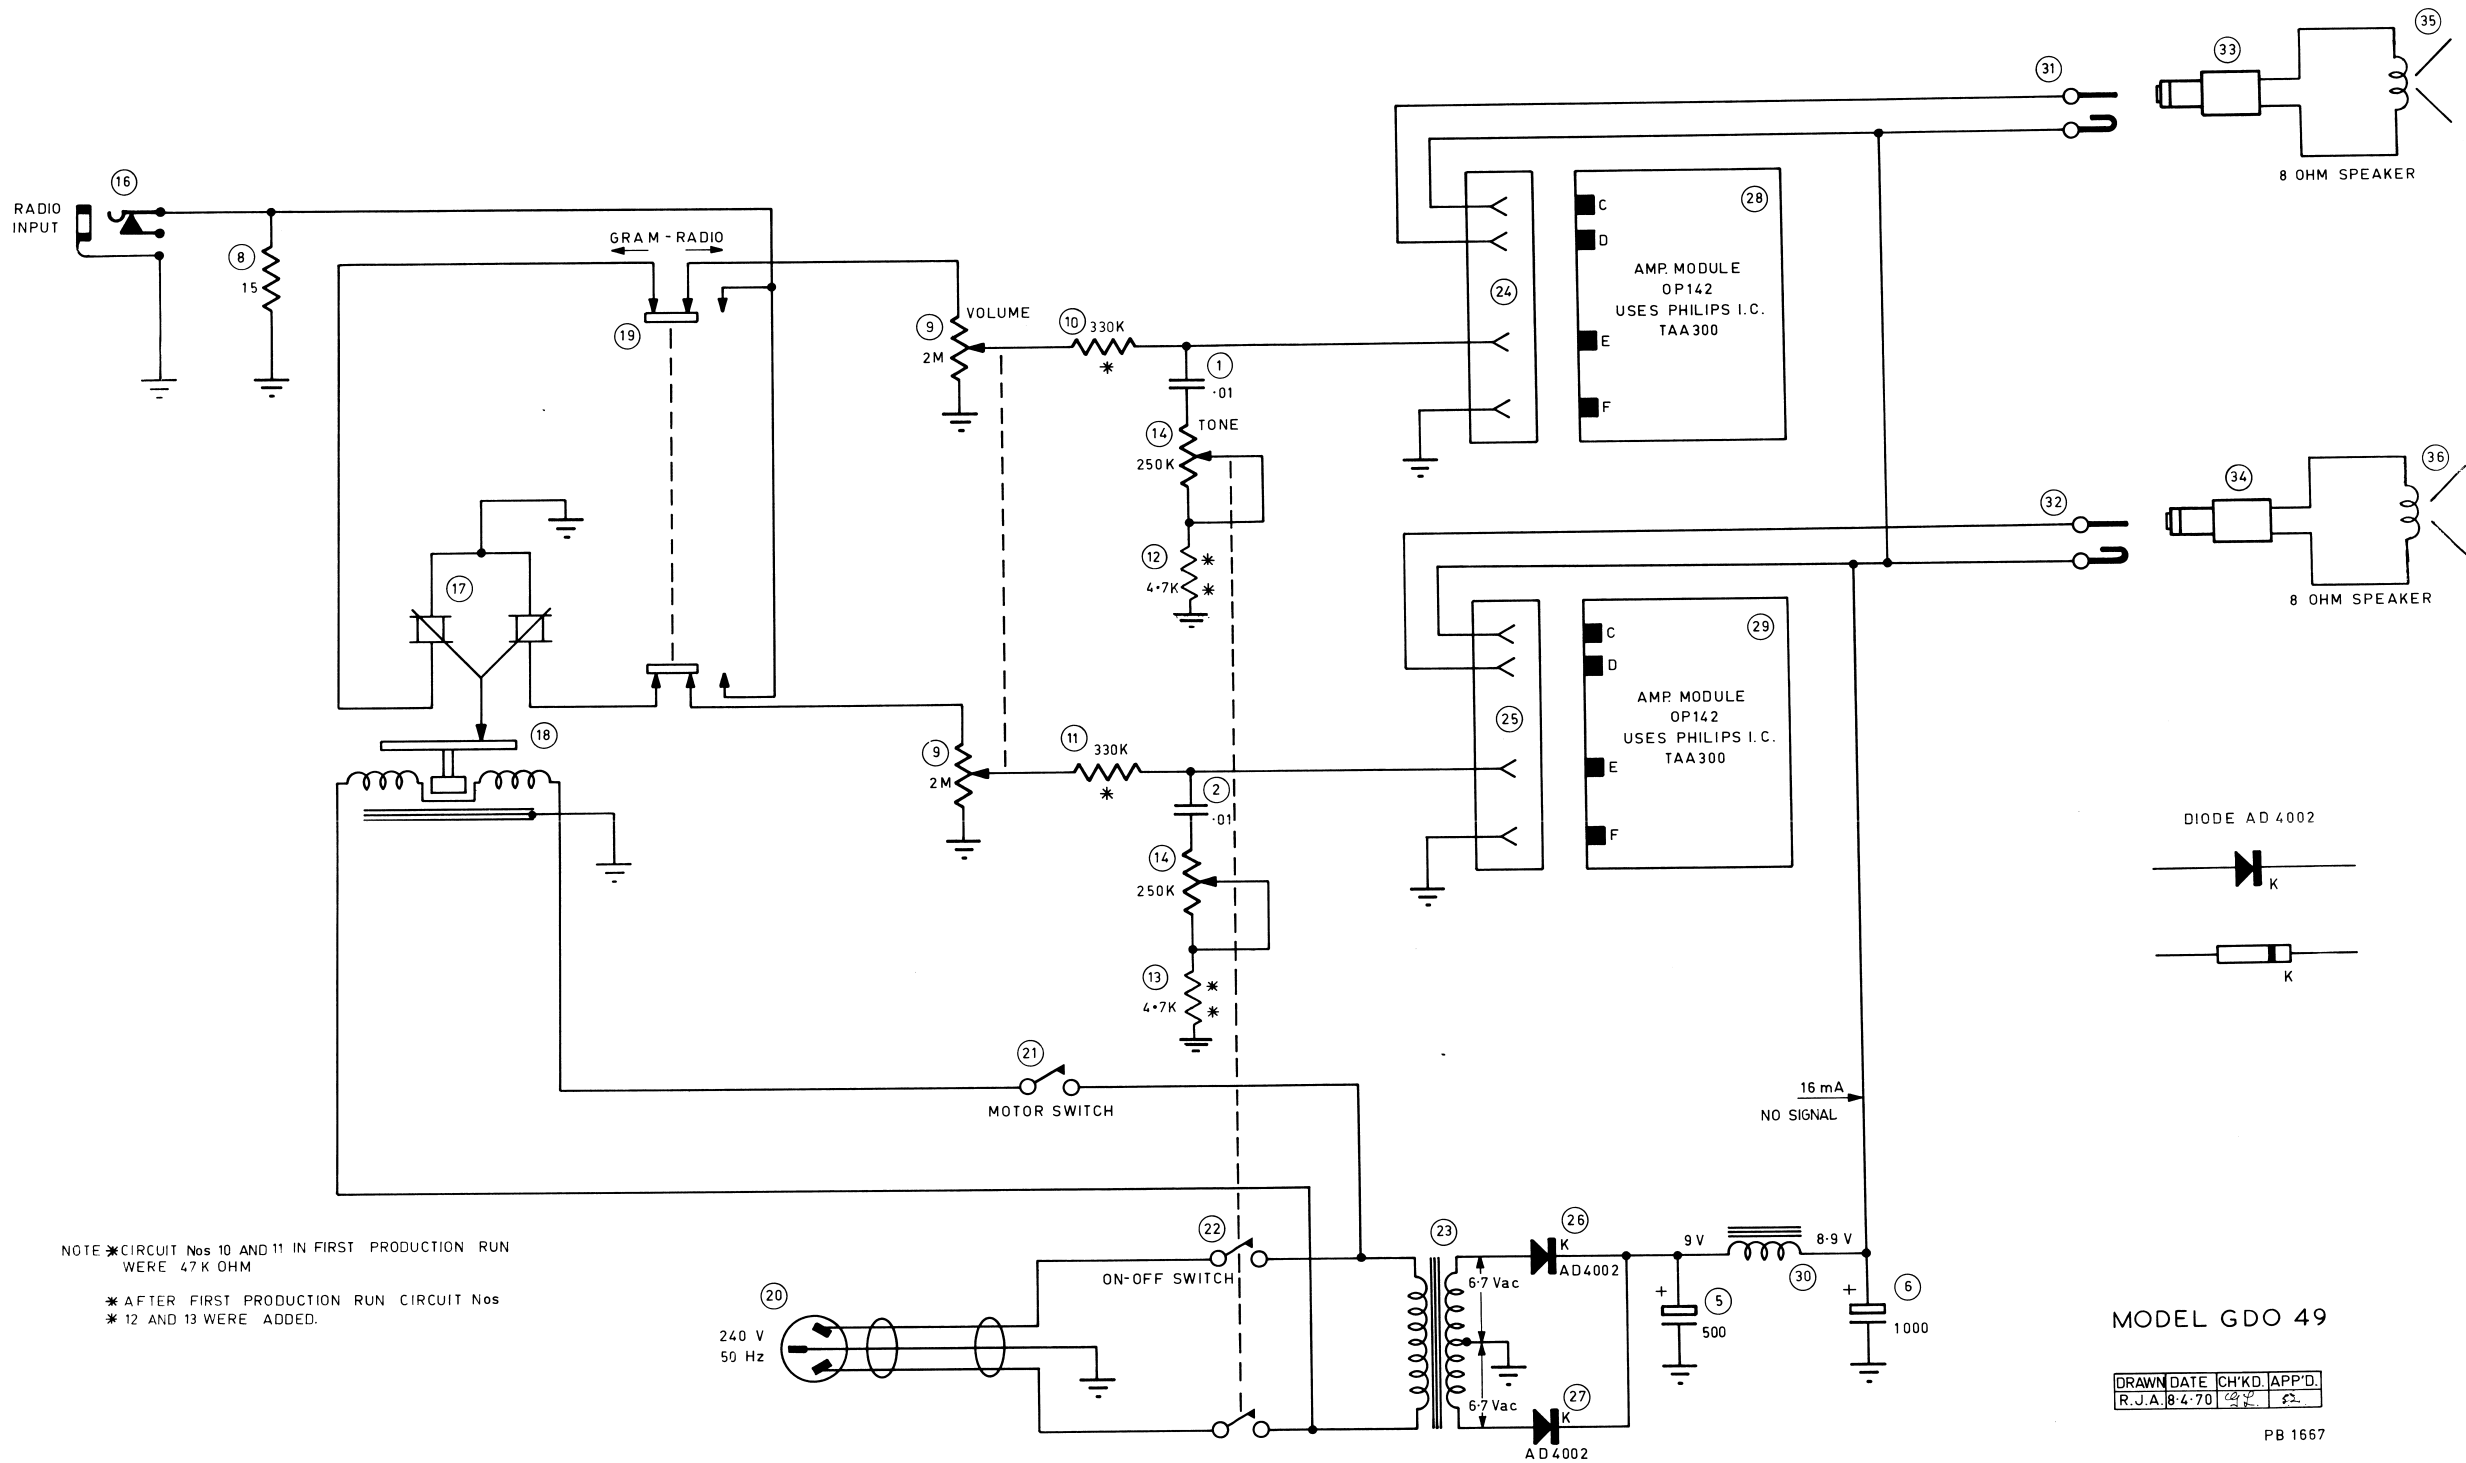 35
33
31
8 OHM SPEAKER
16
RADIO
INPUT
28
C
D
GRAM-RADIO
8
15
AMP. MODULE
OP142
USES PHILIPS I.C.
TAA300
24
VOLUME
9
2M
10
330K
*
19
E
1
·01
F
14
TONE
250K
36
34
32
12
4·7K
*
*
8 OHM SPEAKER
17
29
C
D
AMP. MODULE
OP142
USES PHILIPS I.C.
TAA300
25
18
9
2M
11
330K
*
E
2
·01
F
DIODE AD 4002
K
14
250K
K
13
4·7K
*
*
21
MOTOR SWITCH
16 mA
NO SIGNAL
22
ON-OFF SWITCH
23
26
K
AD4002
9 V
8·9 V
30
6·7 Vac
5
500
+
6
1000
+
NOTE * CIRCUIT Nos 10 AND 11 IN FIRST PRODUCTION RUN
WERE 47K OHM
* AFTER FIRST PRODUCTION RUN CIRCUIT Nos
* 12 AND 13 WERE ADDED.
20
240 V
50 Hz
6·7 Vac
27
K
AD4002
MODEL GDO 49
DRAWN DATE CH'KD. APP'D.
R.J.A. 8·4·70
PB 1667